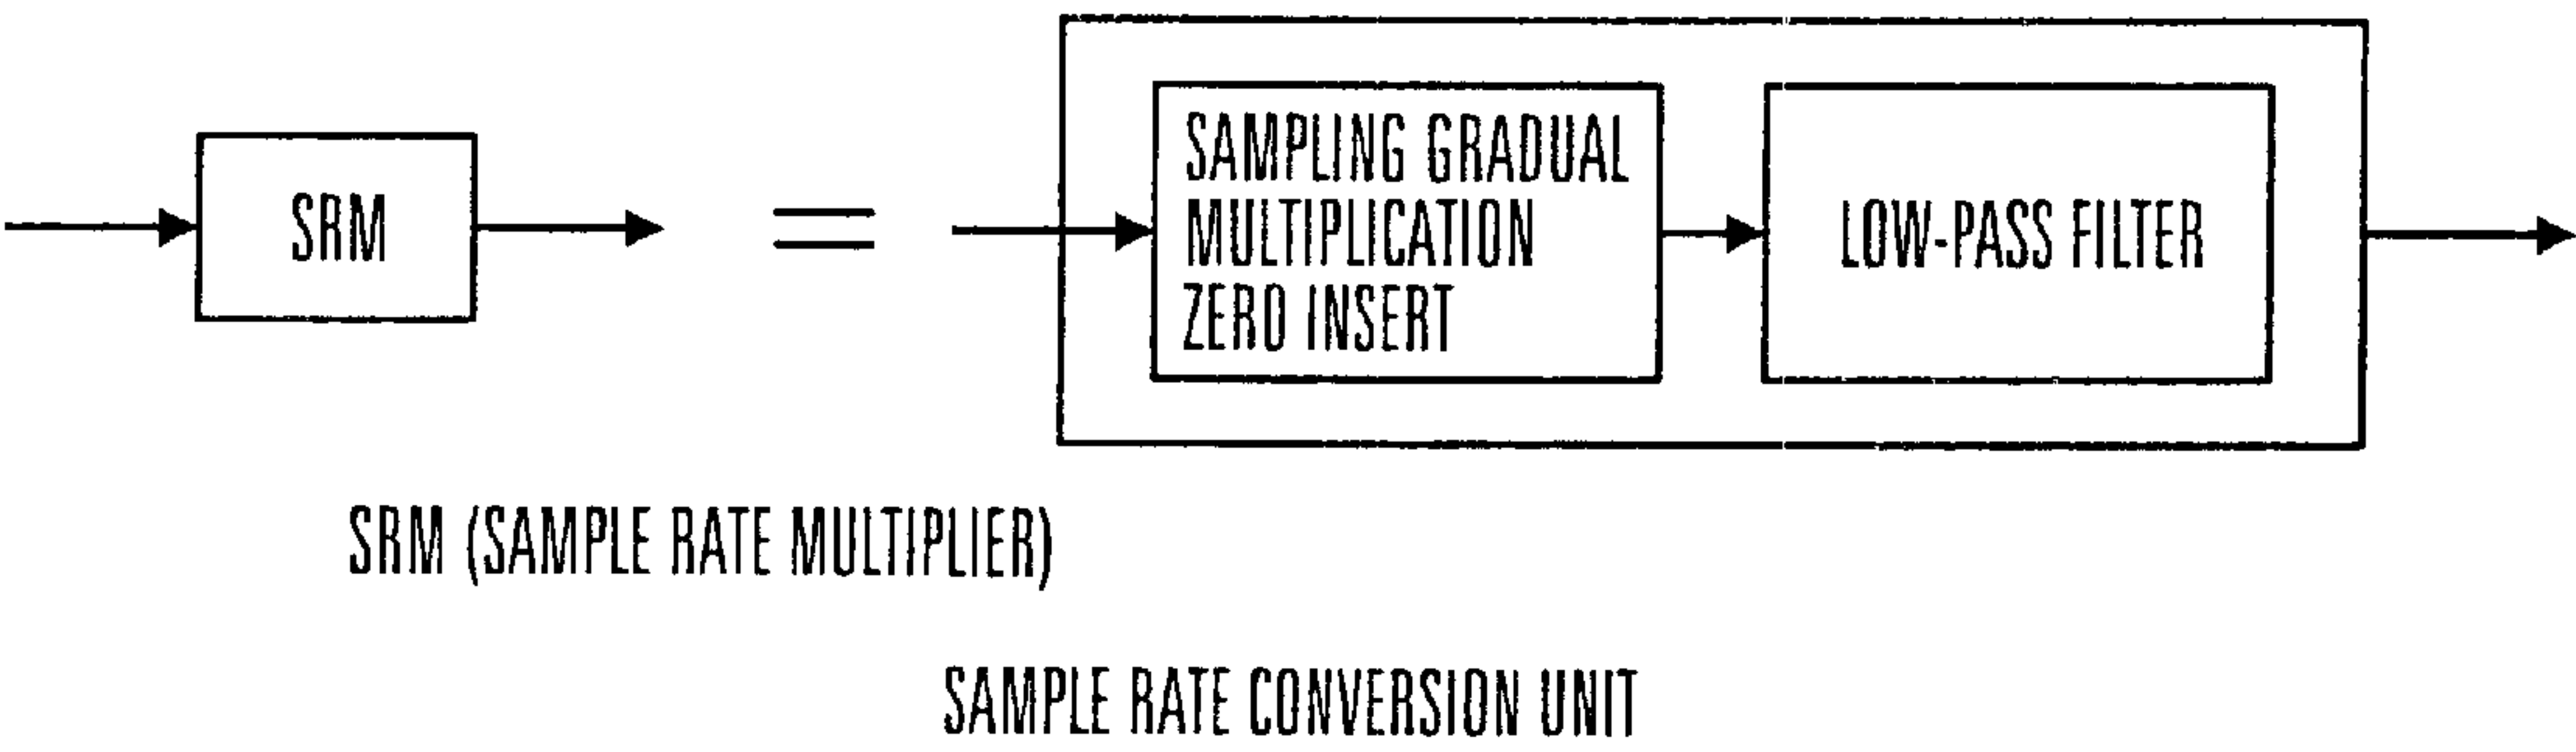 SRM
=
SAMPLING GRADUAL
MULTIPLICATION
ZERO INSERT
LOW-PASS FILTER
SRM (SAMPLE RATE MULTIPLIER)
SAMPLE RATE CONVERSION UNIT